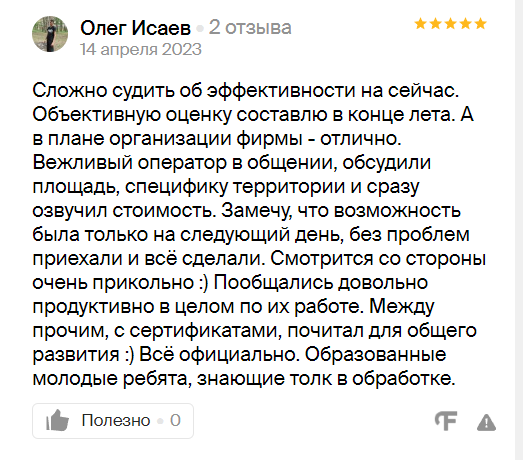 Олег Исаев • 2 отзыва
14 апреля 2023
Сложно судить об эффективности на сейчас.
Объективную оценку составлю в конце лета. А
в плане организации фирмы - отлично.
Вежливый оператор в общении, обсудили
площадь, специфику территории и сразу
озвучил стоимость. Замечу, что возможность
была только на следующий день, без проблем
приехали и всё сделали. Смотрится со стороны
очень прикольно :) Пообщались довольно
продуктивно в целом по их работе. Между
прочим, с сертификатами, почитал для общего
развития :) Всё официально. Образованные
молодые ребята, знающие толк в обработке.
Полезно • 0